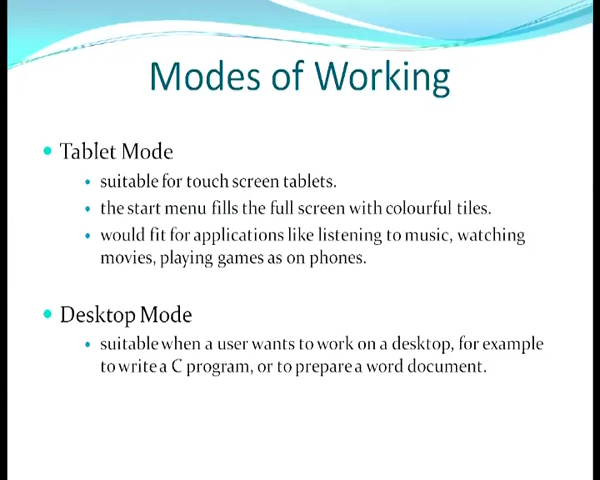 Modes of Working
Tablet Mode
suitable for touch screen tablets.
the start menu fills the full screen with colourful tiles.
would fit for applications like listening to music, watching
movies, playing games as on phones.
Desktop Mode
suitable when a user wants to work on a desktop, for example
to write a C program, or to prepare a word document.